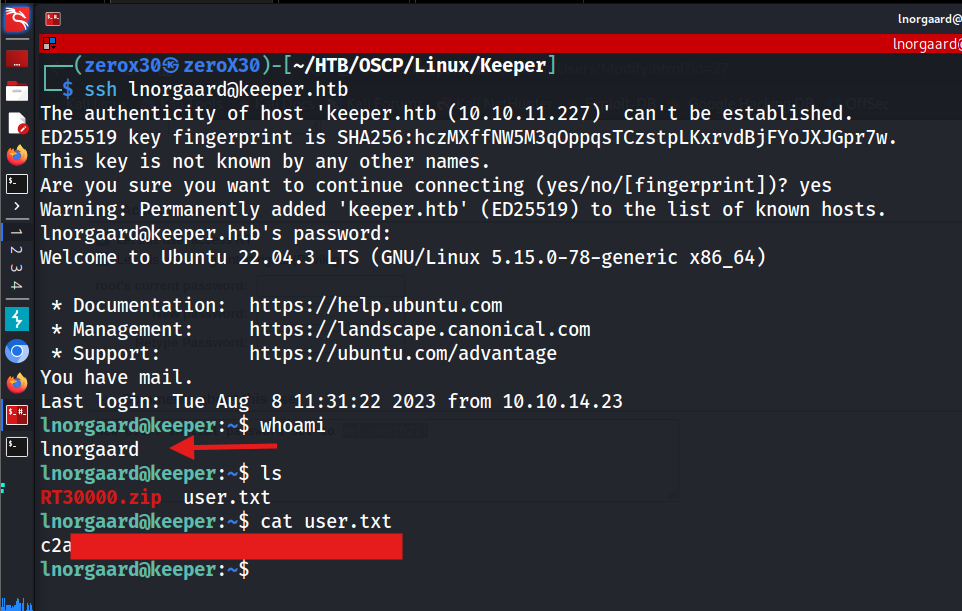 lnorgaard@
lnorgaard@
┌──(zerox30㉿zeroX30)-[~/HTB/OSCP/Linux/Keeper]
└─$ ssh lnorgaard@keeper.htb
The authenticity of host 'keeper.htb (10.10.11.227)' can't be established.
ED25519 key fingerprint is SHA256:hczMXffNW5M3qOppqsTCzstpLKxrvdBjFYoJXJGpr7w.
This key is not known by any other names.
Are you sure you want to continue connecting (yes/no/[fingerprint])? yes
Warning: Permanently added 'keeper.htb' (ED25519) to the list of known hosts.
lnorgaard@keeper.htb's password:
Welcome to Ubuntu 22.04.3 LTS (GNU/Linux 5.15.0-78-generic x86_64)
* Documentation:  https://help.ubuntu.com
* Management:     https://landscape.canonical.com
* Support:        https://ubuntu.com/advantage
You have mail.
Last login: Tue Aug  8 11:31:22 2023 from 10.10.14.23
lnorgaard@keeper:~$ whoami
lnorgaard
lnorgaard@keeper:~$ ls
RT30000.zip  user.txt
lnorgaard@keeper:~$ cat user.txt
c2a
lnorgaard@keeper:~$
1
2
3
4